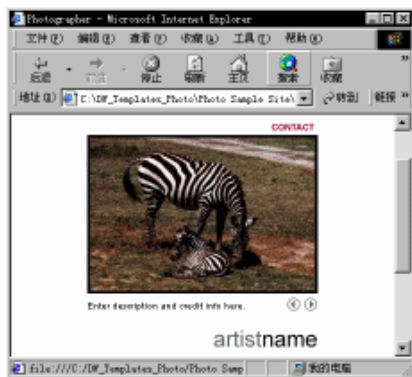 Photographer - Microsoft Internet Explorer
文件(F) 编辑(E) 查看(V) 收藏(A) 工具(T) 帮助(H)
后退 前进 停止 刷新 主页 搜索 收藏 »
地址(D) C:\DW_Templates_Photo\Photo Sample Site\ 转到 链接 »
CONTACT
Enter description and credit info here.
artistname
file:///C:/DW_Templates_Photo/Photo Samp 我的电脑